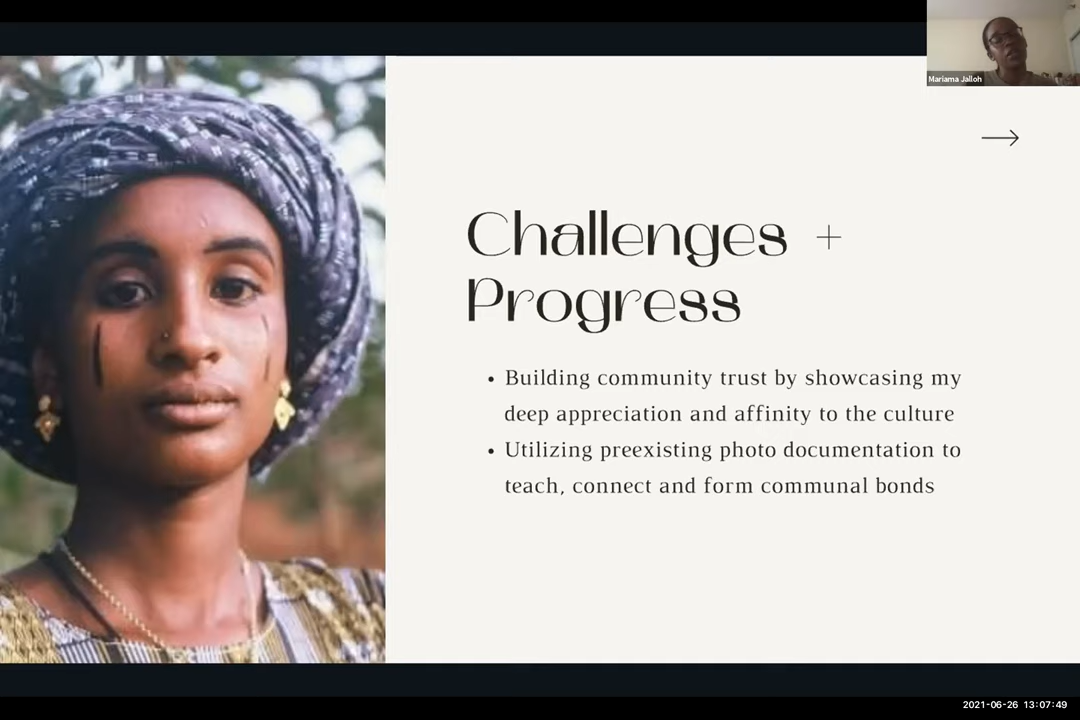 Mariama Jalloh
Challenges +
Progress
• Building community trust by showcasing my
deep appreciation and affinity to the culture
• Utilizing preexisting photo documentation to
teach, connect and form communal bonds
2021-06-26 13:07:49